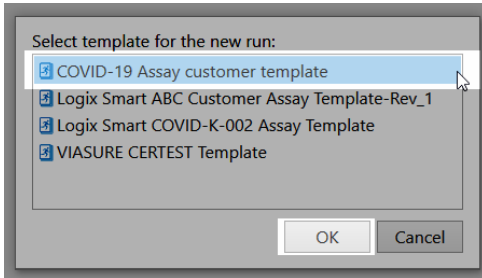 Select template for the new run:
COVID-19 Assay customer template
Logix Smart ABC Customer Assay Template-Rev_1
Logix Smart COVID-K-002 Assay Template
VIASURE CERTEST Template
OK Cancel